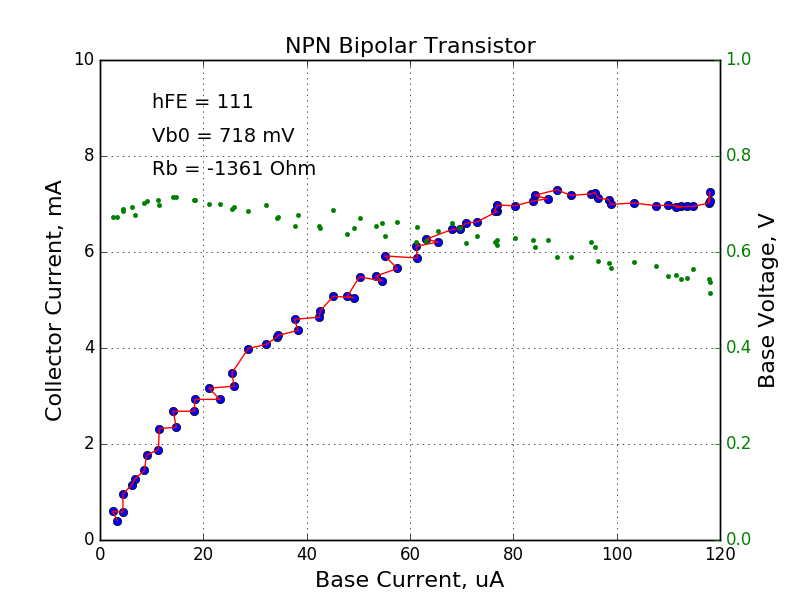 NPN Bipolar Transistor
hFE = 111
Vb0 = 718 mV
Rb = -1361 Ohm
Collector Current, mA
10
8
6
4
2
0
Base Voltage, V
1.0
0.8
0.6
0.4
0.2
0.0
0 20 40 60 80 100 120
Base Current, uA